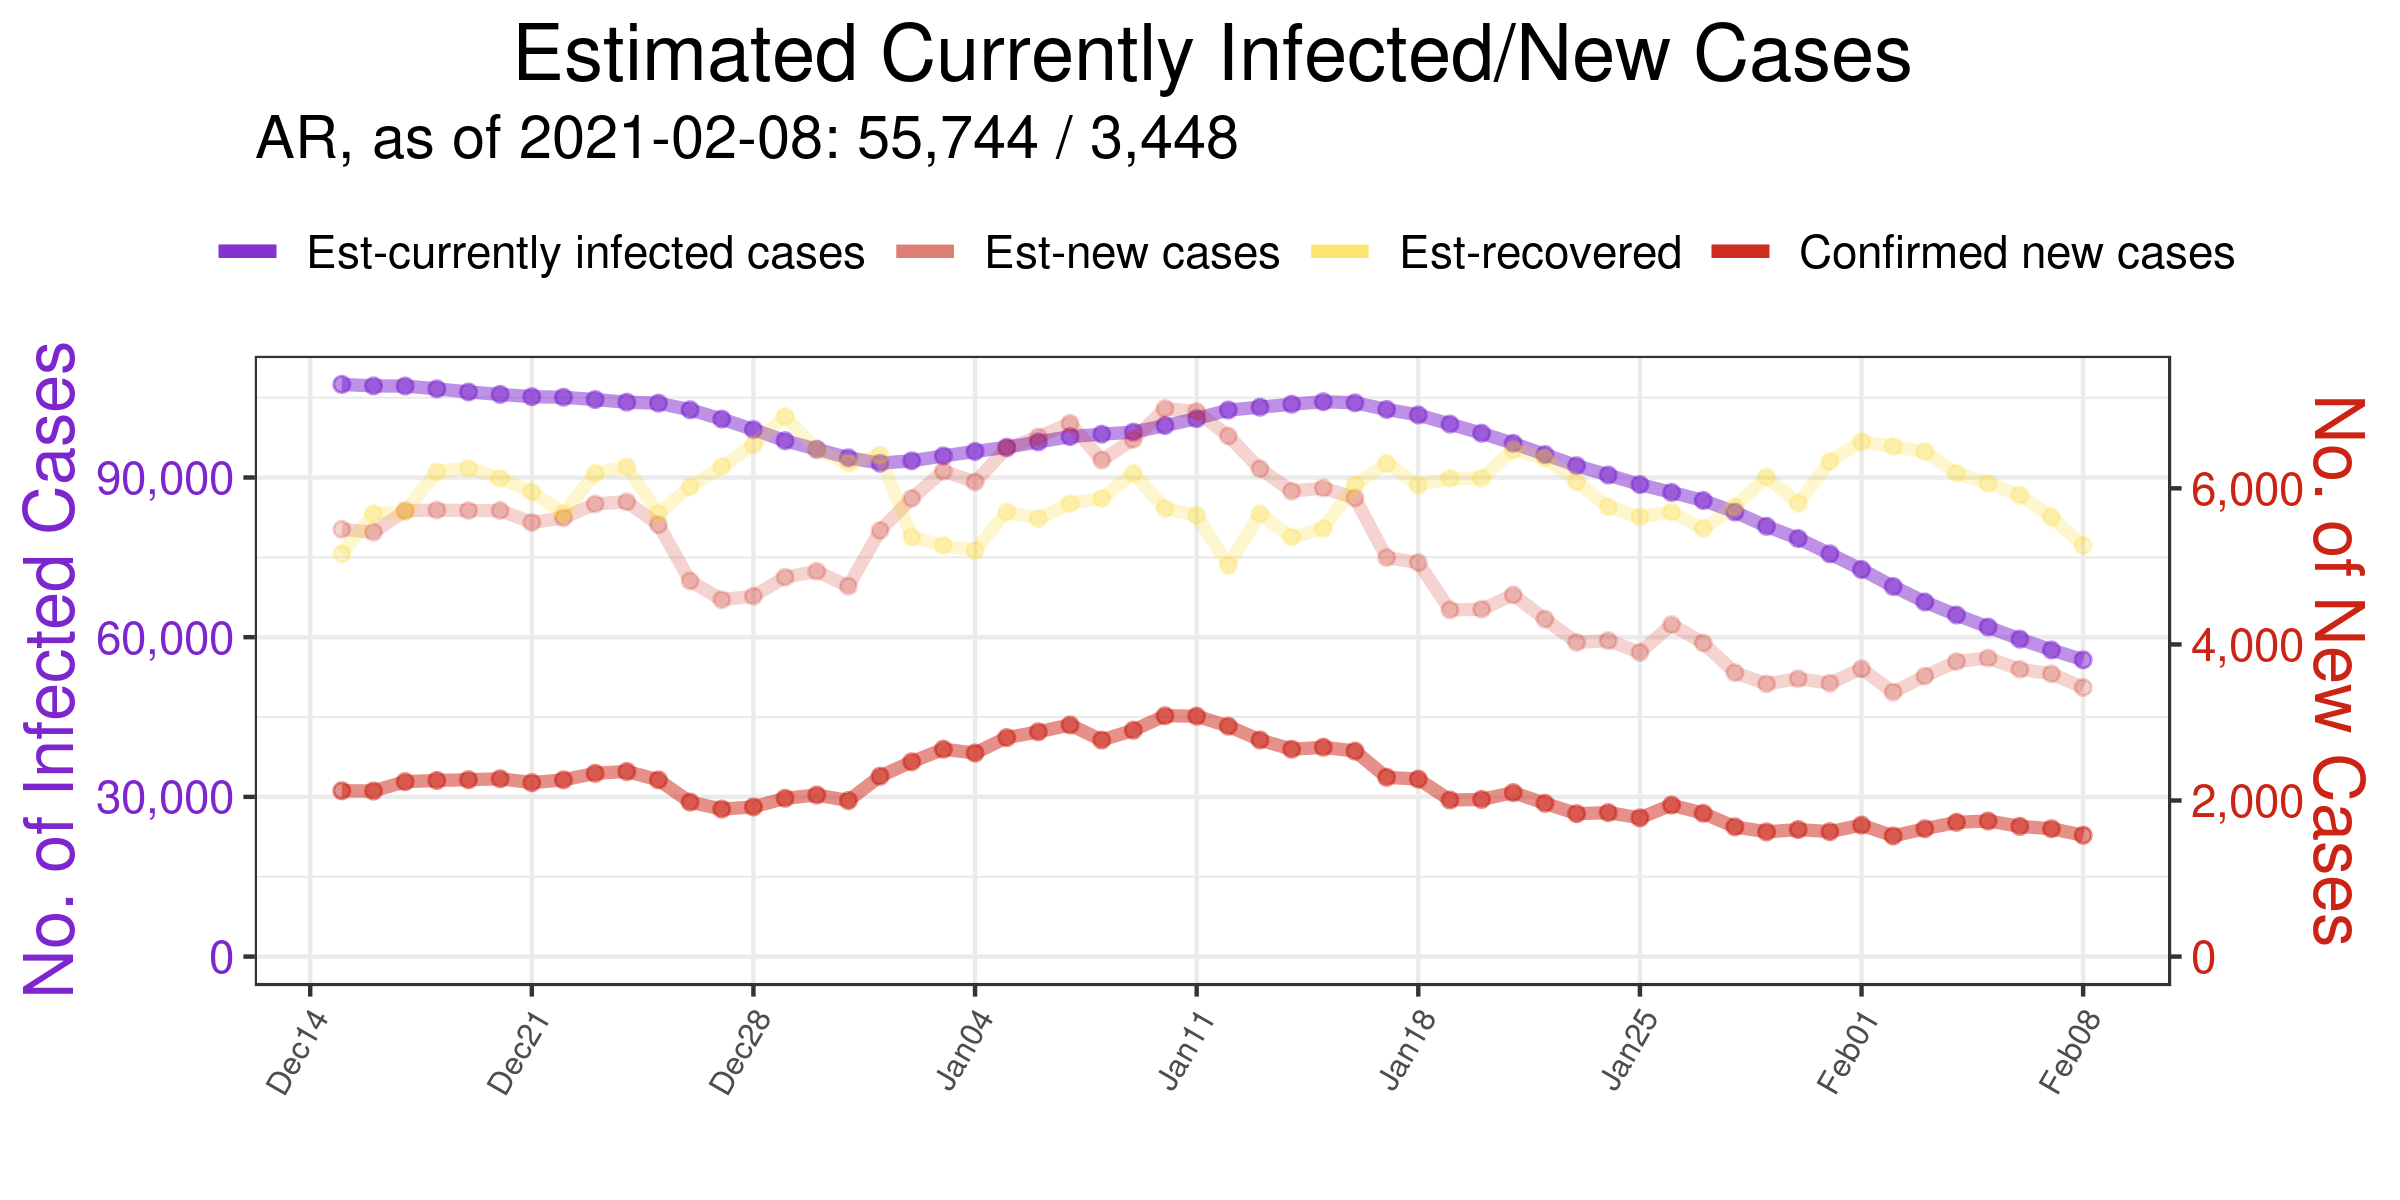 Estimated Currently Infected/New Cases
AR, as of 2021-02-08: 55,744 / 3,448
Est-currently infected cases Est-new cases Est-recovered Confirmed new cases
No. of Infected Cases
90,000
60,000
30,000
0
6,000
4,000
2,000
0
No. of New Cases
Dec14 Dec21 Dec28 Jan04 Jan11 Jan18 Jan25 Feb01 Feb08